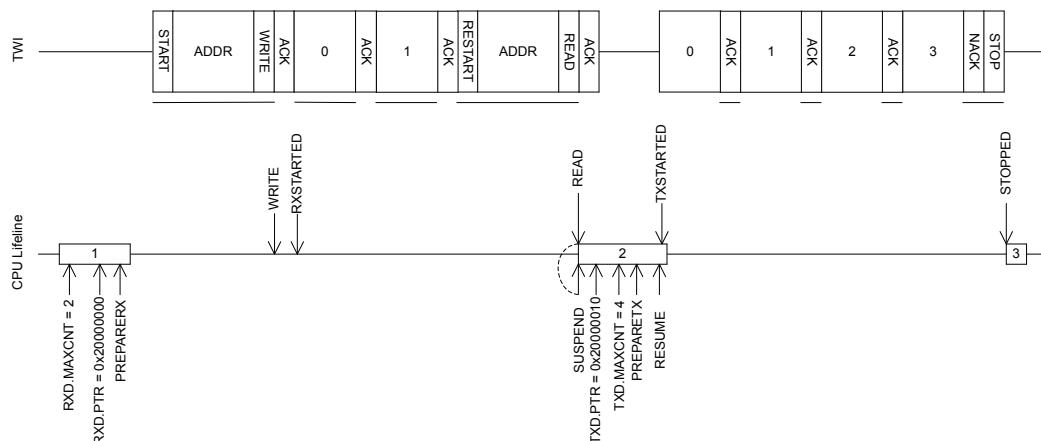 TWI
START
ADDR
WRITE
ACK
0
ACK
1
ACK
RESTART
ADDR
READ
ACK
0
ACK
1
ACK
2
ACK
3
NACK
STOP
CPU Lifeline
WRITE
RXSTARTED
READ
TXSTARTED
STOPPED
1
2
3
RXD.MAXCNT = 2
RXD.PTR = 0x20000000
PREPARERX
SUSPEND
TXD.PTR = 0x20000010
TXD.MAXCNT = 4
PREPARETX
RESUME